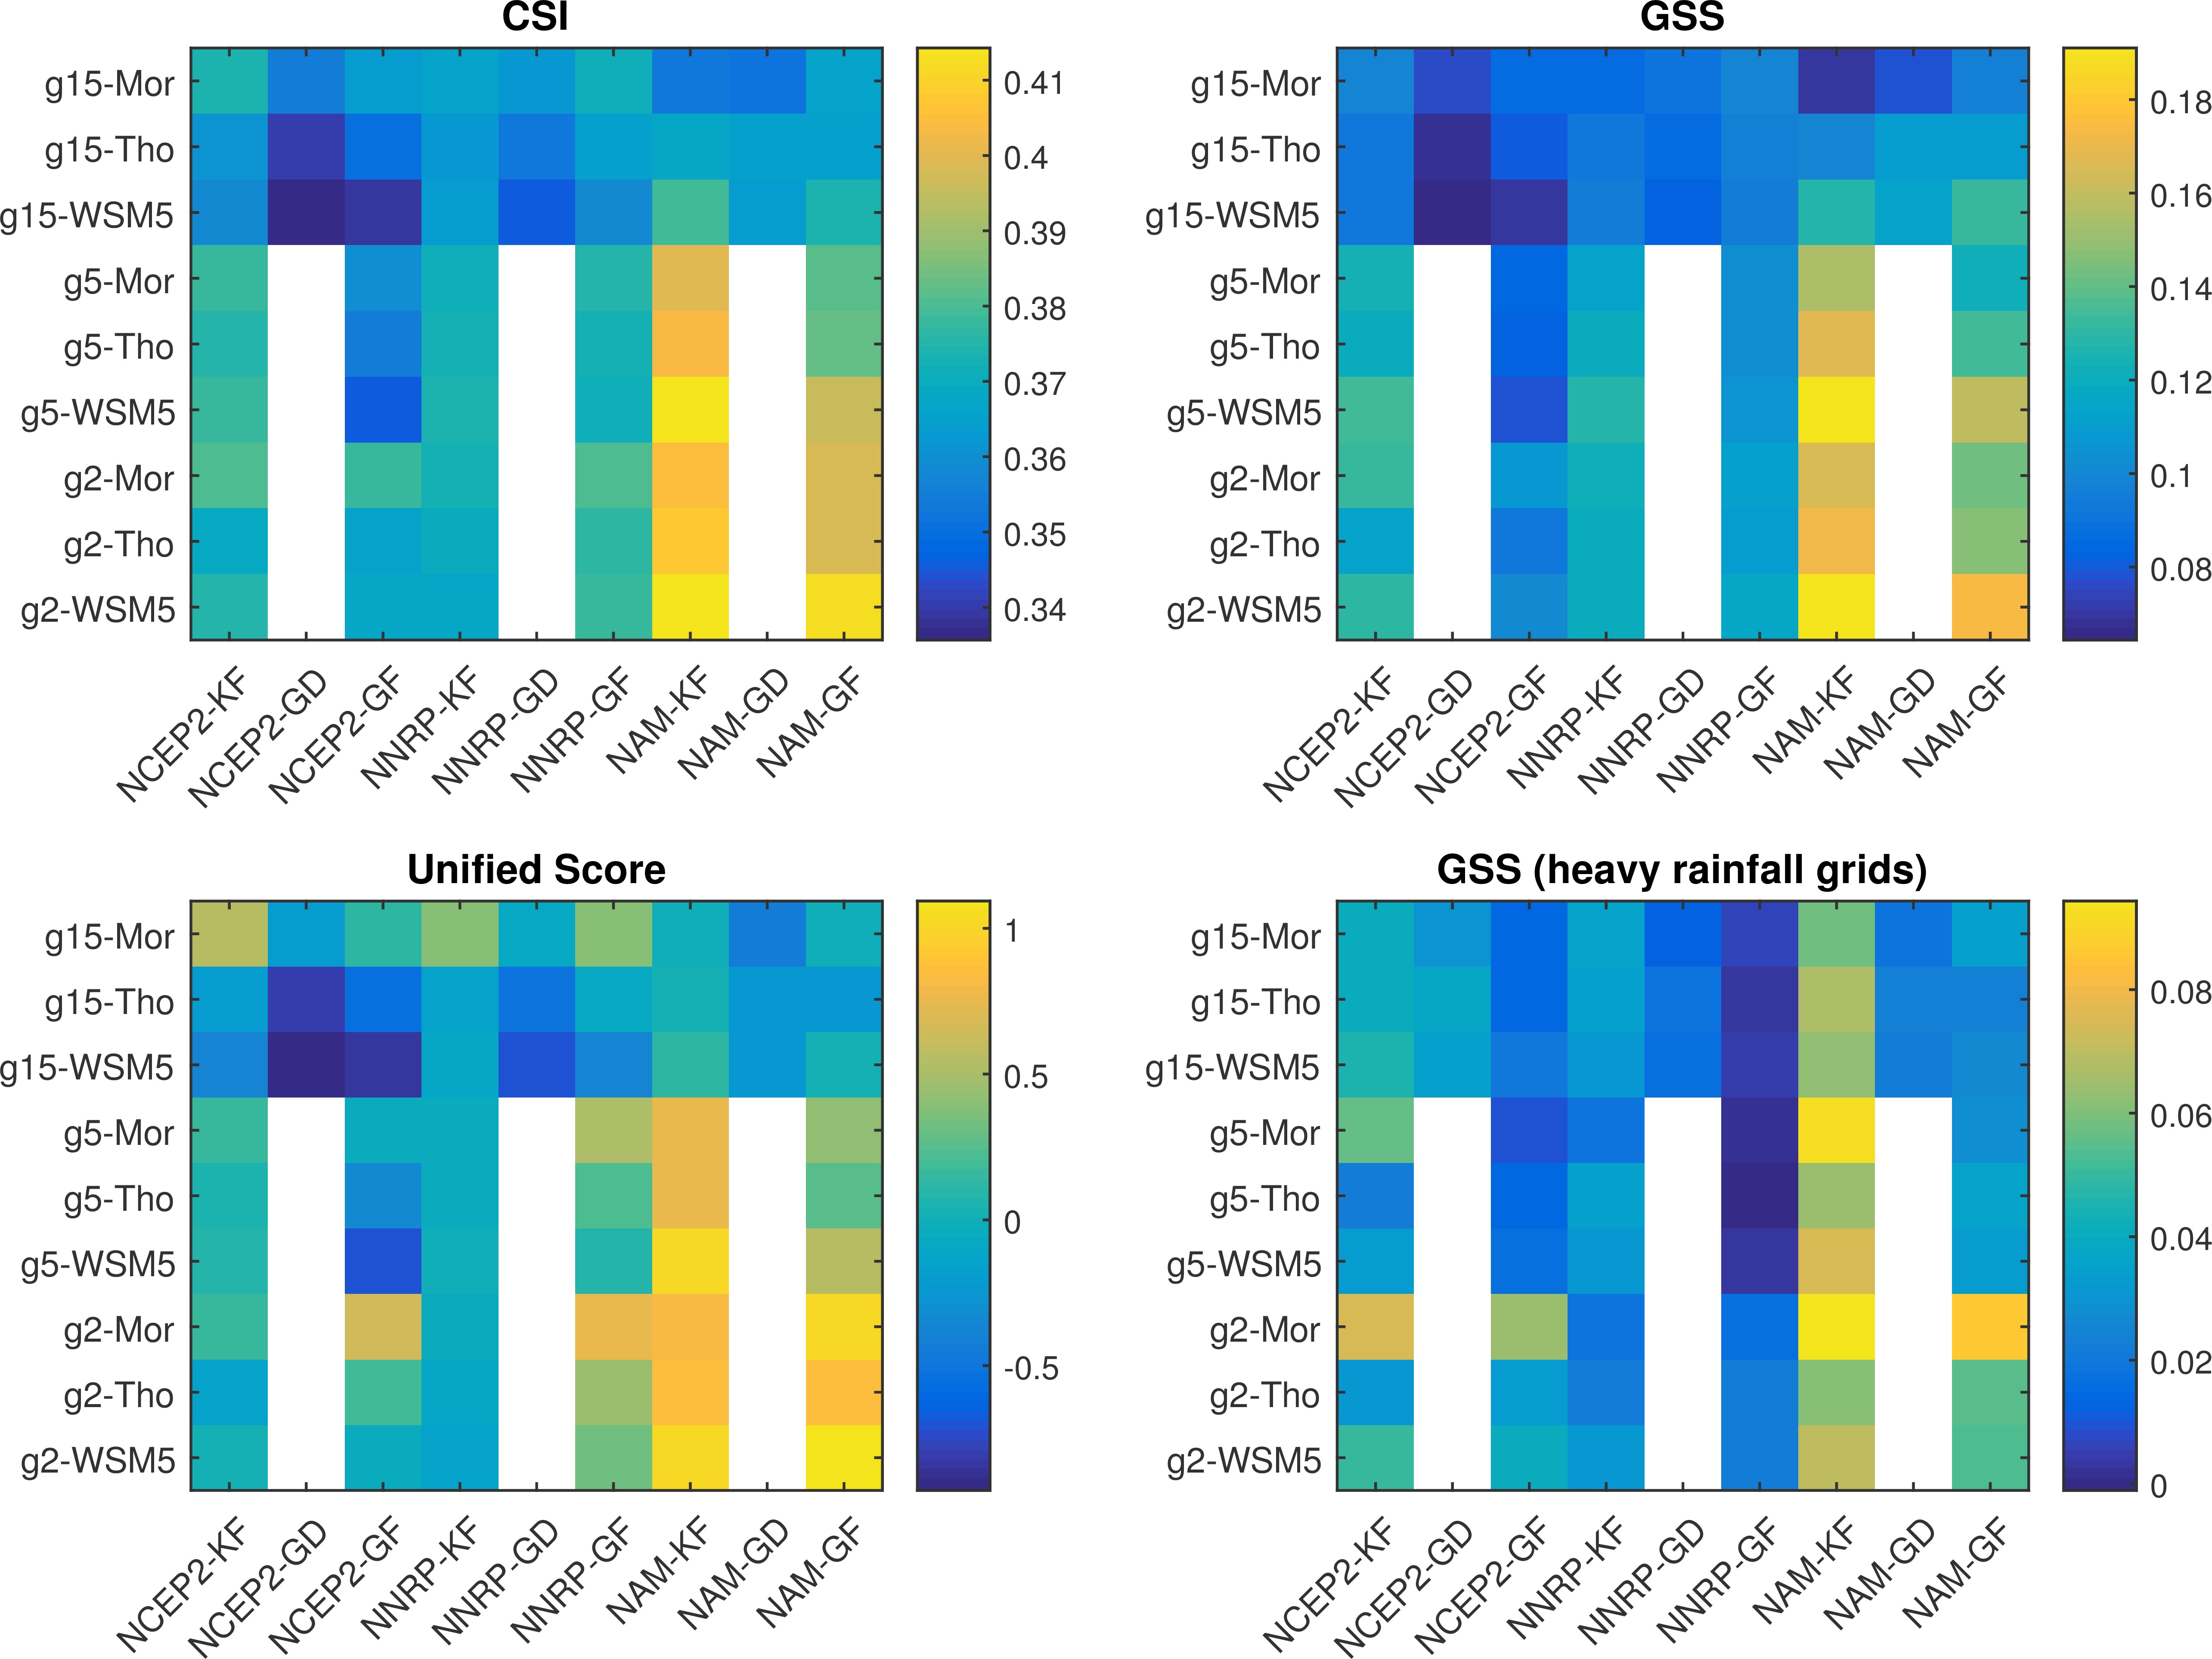 CSI
g15-Mor
g15-Tho
g15-WSM5
g5-Mor
g5-Tho
g5-WSM5
g2-Mor
g2-Tho
g2-WSM5
NCEP2-KF
NCEP2-GD
NCEP2-GF
NNRP-KF
NNRP-GD
NNRP-GF
NAM-KF
NAM-GD
NAM-GF
0.41
0.4
0.39
0.38
0.37
0.36
0.35
0.34
GSS
g15-Mor
g15-Tho
g15-WSM5
g5-Mor
g5-Tho
g5-WSM5
g2-Mor
g2-Tho
g2-WSM5
NCEP2-KF
NCEP2-GD
NCEP2-GF
NNRP-KF
NNRP-GD
NNRP-GF
NAM-KF
NAM-GD
NAM-GF
0.18
0.16
0.14
0.12
0.1
0.08
Unified Score
g15-Mor
g15-Tho
g15-WSM5
g5-Mor
g5-Tho
g5-WSM5
g2-Mor
g2-Tho
g2-WSM5
NCEP2-KF
NCEP2-GD
NCEP2-GF
NNRP-KF
NNRP-GD
NNRP-GF
NAM-KF
NAM-GD
NAM-GF
1
0.5
0
-0.5
GSS (heavy rainfall grids)
g15-Mor
g15-Tho
g15-WSM5
g5-Mor
g5-Tho
g5-WSM5
g2-Mor
g2-Tho
g2-WSM5
NCEP2-KF
NCEP2-GD
NCEP2-GF
NNRP-KF
NNRP-GD
NNRP-GF
NAM-KF
NAM-GD
NAM-GF
0.08
0.06
0.04
0.02
0